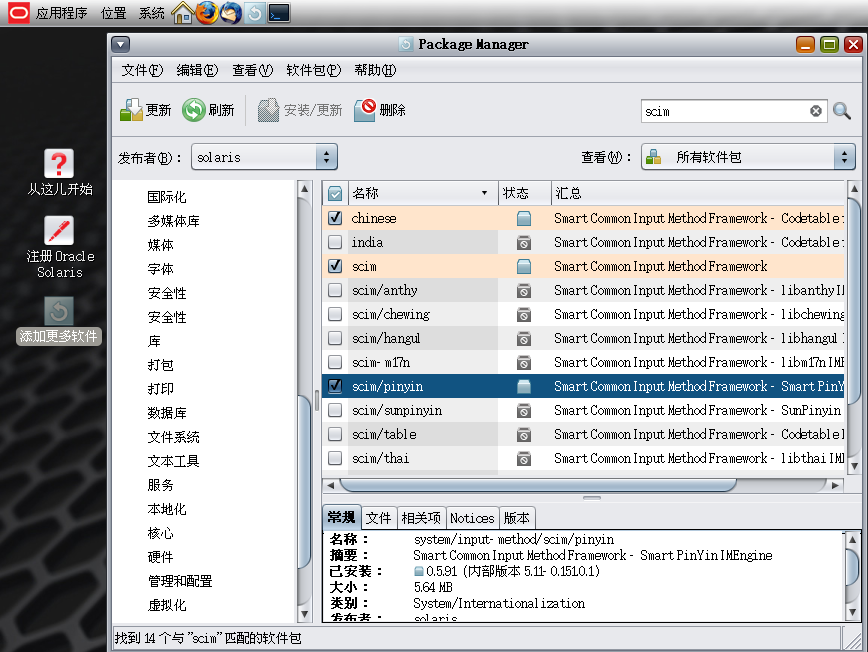 应用程序 位置 系统
Package Manager
文件(F) 编辑(E) 查看(V) 软件包(P) 帮助(H)
更新 刷新 安装/更新 删除 scim
发布者(B)： solaris 查看(W)： 所有软件包
从这儿开始
注册 Oracle
Solaris
添加更多软件
国际化
多媒体库
媒体
字体
安全性
安全性
库
打包
打印
数据库
文件系统
文本工具
服务
本地化
核心
硬件
管理和配置
虚拟化
名称 状态 汇总
chinese Smart Common Input Method Framework - Codetable
india Smart Common Input Method Framework - Codetable
scim Smart Common Input Method Framework
scim/anthy Smart Common Input Method Framework - libanthy
scim/chewing Smart Common Input Method Framework - libchewing
scim/hangul Smart Common Input Method Framework - libhangul
scim-m17n Smart Common Input Method Framework - libm17n IME
scim/pinyin Smart Common Input Method Framework - Smart PinY
scim/sunpinyin Smart Common Input Method Framework - SunPinyin
scim/table Smart Common Input Method Framework - Codetable
scim/thai Smart Common Input Method Framework - libthai IM
常规 文件 相关项 Notices 版本
名称： system/input-method/scim/pinyin
摘要： Smart Common Input Method Framework - Smart PinYin IMEngine
已安装： 0.5.91 (内部版本 5.11-0.151.0.1)
大小： 5.64 MB
类别： System/Internationalization
发布者： solaris
找到 14 个与 "scim" 匹配的软件包